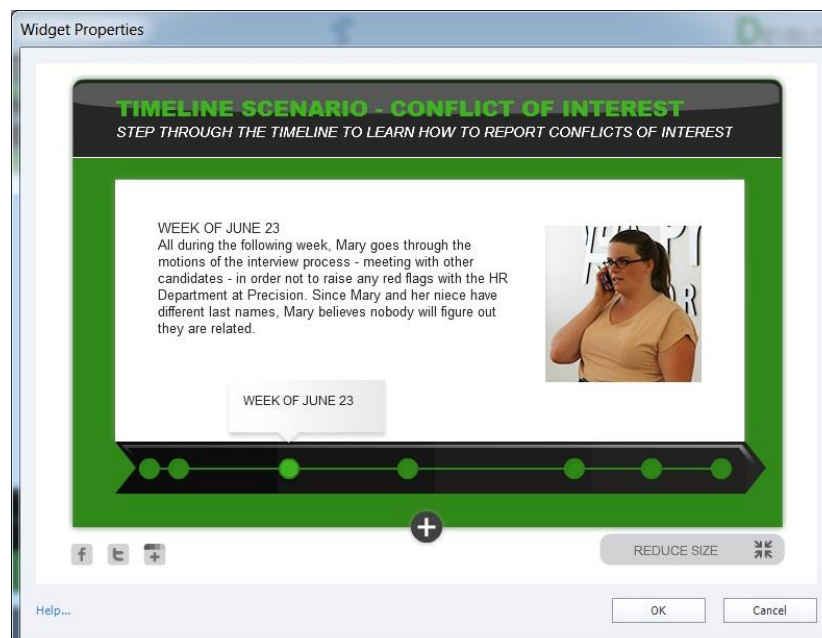 Widget Properties
TIMELINE SCENARIO - CONFLICT OF INTEREST
STEP THROUGH THE TIMELINE TO LEARN HOW TO REPORT CONFLICTS OF INTEREST
WEEK OF JUNE 23
All during the following week, Mary goes through the
motions of the interview process - meeting with other
candidates - in order not to raise any red flags with the HR
Department at Precision. Since Mary and her niece have
different last names, Mary believes nobody will figure out
they are related.
WEEK OF JUNE 23
REDUCE SIZE
Help...
OK
Cancel